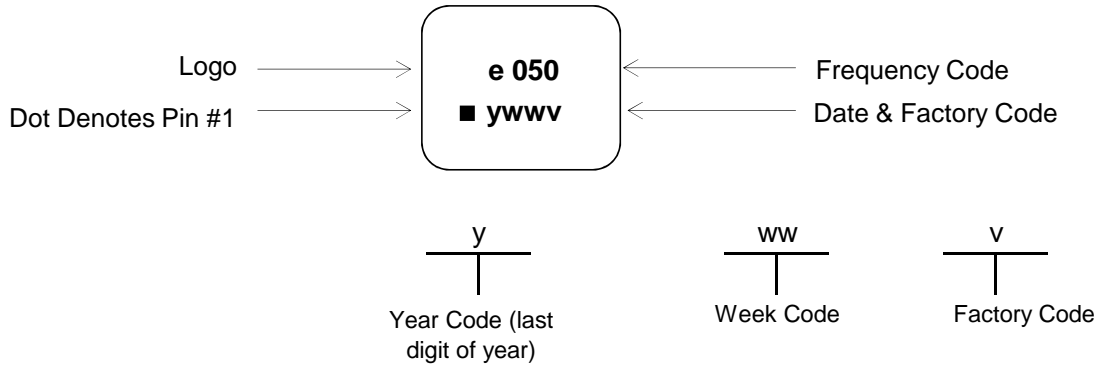 Logo
Dot Denotes Pin #1
e 050
■ ywwv
Frequency Code
Date & Factory Code
y
Year Code (last
digit of year)
ww
Week Code
v
Factory Code